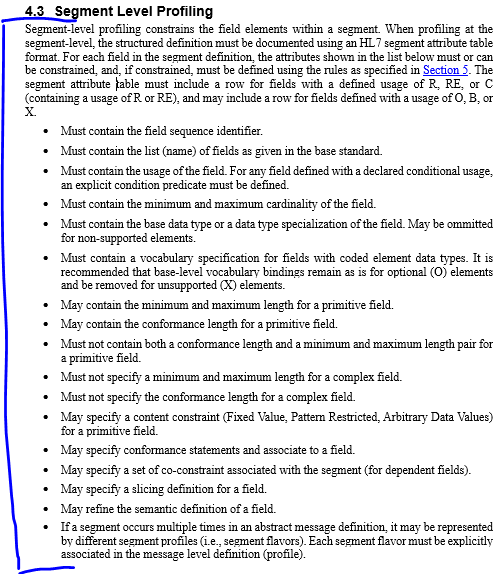 4.3 Segment Level Profiling
Segment-level profiling constrains the field elements within a segment. When profiling at the
segment-level, the structured definition must be documented using an HL7 segment attribute table
format. For each field in the segment definition, the attributes shown in the list below must or can
be constrained, and, if constrained, must be defined using the rules as specified in Section 5. The
segment attribute table must include a row for fields with a defined usage of R, RE, or C
(containing a usage of R or RE), and may include a row for fields defined with a usage of O, B, or
X.
• Must contain the field sequence identifier.
• Must contain the list (name) of fields as given in the base standard.
• Must contain the usage of the field. For any field defined with a declared conditional usage,
an explicit condition predicate must be defined.
• Must contain the minimum and maximum cardinality of the field.
• Must contain the base data type or a data type specialization of the field. May be ommitted
for non-supported elements.
• Must contain a vocabulary specification for fields with coded element data types. It is
recommended that base-level vocabulary bindings remain as is for optional (O) elements
and be removed for unsupported (X) elements.
• May contain the minimum and maximum length for a primitive field.
• May contain the conformance length for a primitive field.
• Must not contain both a conformance length and a minimum and maximum length pair for
a primitive field.
• Must not specify a minimum and maximum length for a complex field.
• Must not specify the conformance length for a complex field.
• May specify a content constraint (Fixed Value, Pattern Restricted, Arbitrary Data Values)
for a primitive field.
• May specify conformance statements and associate to a field.
• May specify a set of co-constraint associated with the segment (for dependent fields).
• May specify a slicing definition for a field.
• May refine the semantic definition of a field.
• If a segment occurs multiple times in an abstract message definition, it may be represented
by different segment profiles (i.e., segment flavors). Each segment flavor must be explicitly
associated in the message level definition (profile).